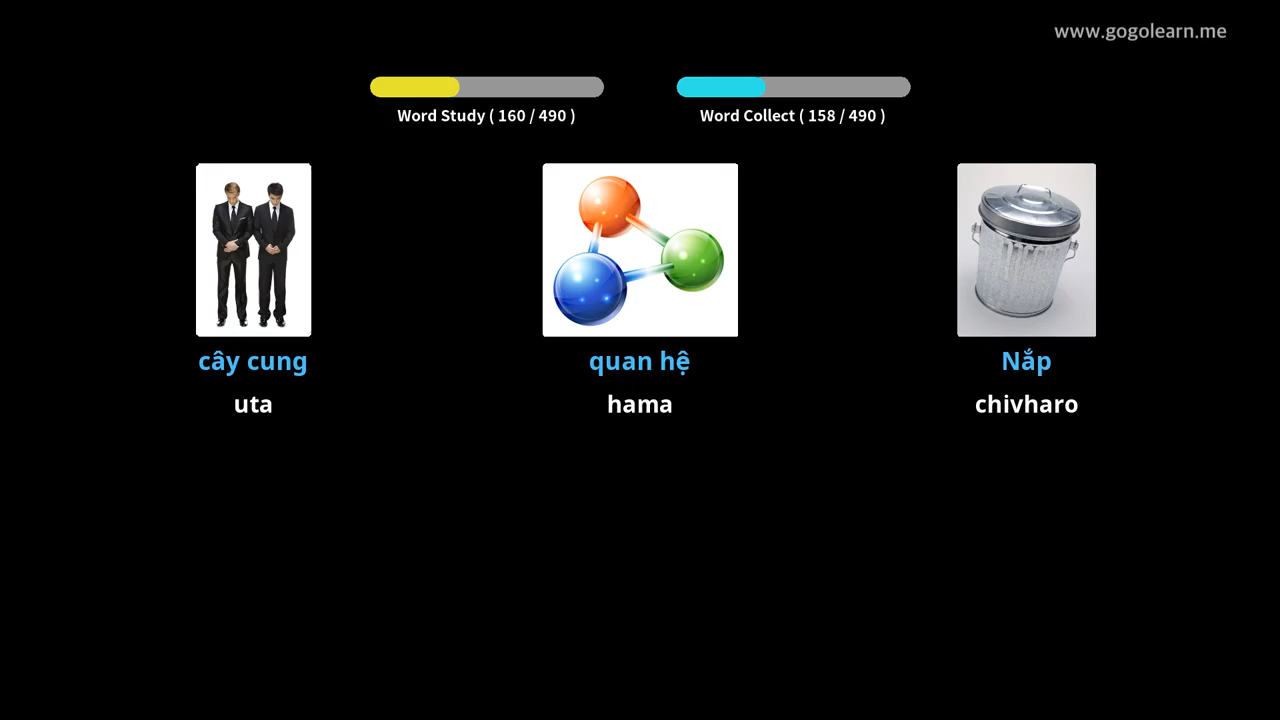 www.gogolearn.me
Word Study ( 160 / 490 )
Word Collect ( 158 / 490 )
cây cung
quan hệ
Nắp
uta
hama
chivharo